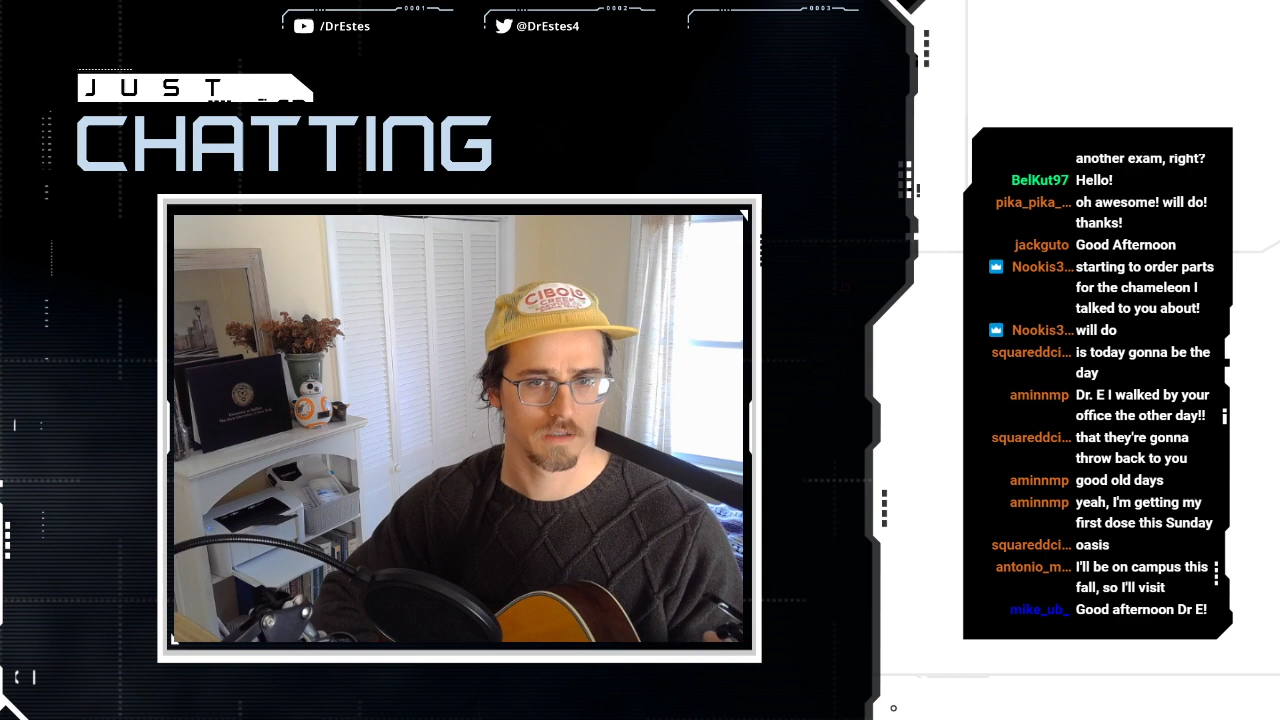 0001
0002
0003
/DrEstes
@DrEstes4
JUST
CHATTING
CIBOLO
CREEK
another exam, right?
BelKut97 Hello!
pika_pika_... oh awesome! will do!
thanks!
jackguto Good Afternoon
Nookis3... starting to order parts
for the chameleon I
talked to you about!
Nookis3... will do
squareddci... is today gonna be the
day
aminnmp Dr. E I walked by your
office the other day!!
squareddci... that they're gonna
throw back to you
aminnmp good old days
aminnmp yeah, I'm getting my
first dose this Sunday
squareddci... oasis
antonio_m... I'll be on campus this
fall, so I'll visit
mike_ub_ Good afternoon Dr E!